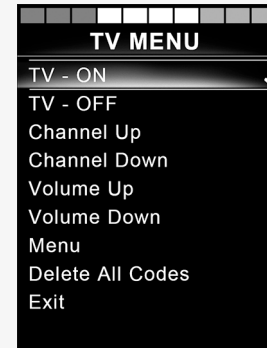 TV MENU
TV - ON
TV - OFF
Channel Up
Channel Down
Volume Up
Volume Down
Menu
Delete All Codes
Exit